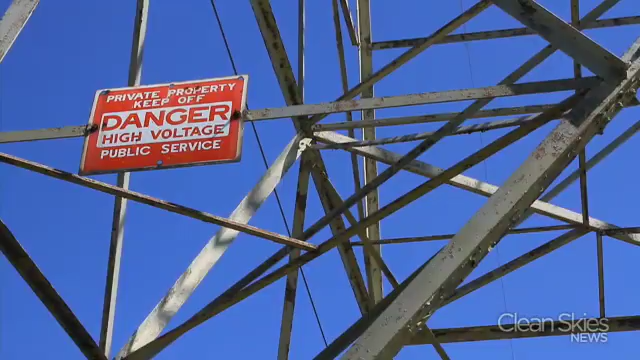 PRIVATE PROPERTY
KEEP OFF
DANGER
HIGH VOLTAGE
PUBLIC SERVICE
Clean Skies
NEWS